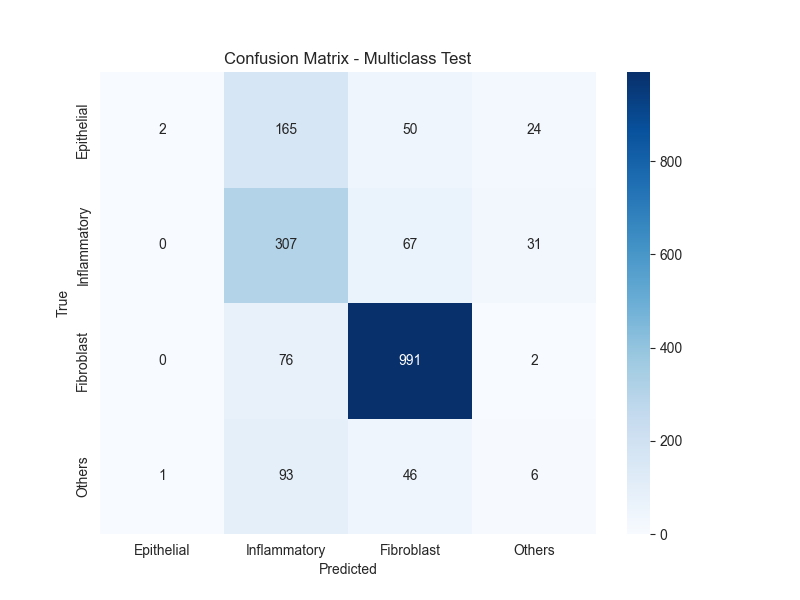 Confusion Matrix - Multiclass Test
True
Epithelial
2 165 50 24
Inflammatory
0 307 67 31
Fibroblast
0 76 991 2
Others
1 93 46 6
Epithelial Inflammatory Fibroblast Others
Predicted
800
600
400
200
0